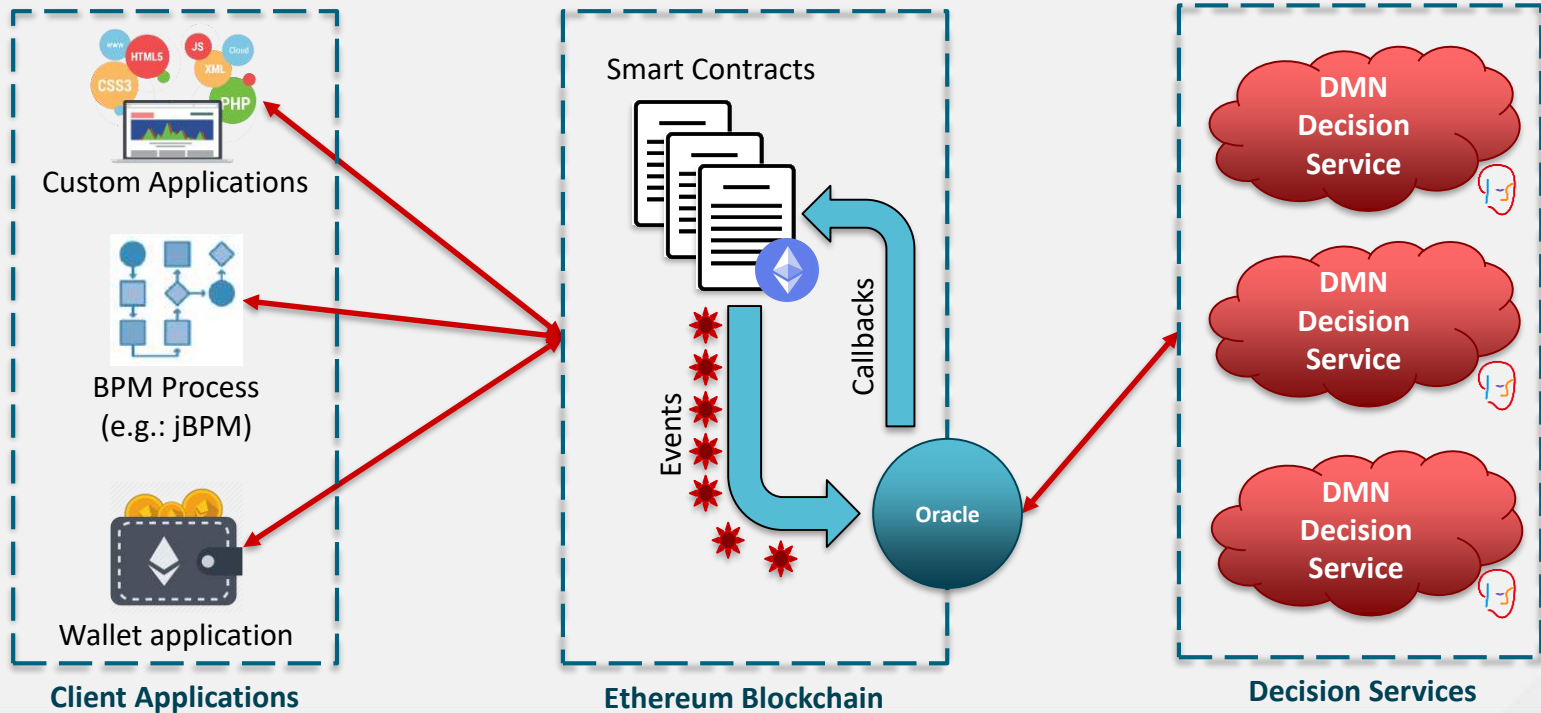 www
HTML5
CSS3
JS
Cloud
XML
PHP
Custom Applications
BPM Process
(e.g.: jBPM)
Wallet application
Client Applications
Smart Contracts
Events
Callbacks
Oracle
Ethereum Blockchain
DMN
Decision
Service
DMN
Decision
Service
DMN
Decision
Service
Decision Services